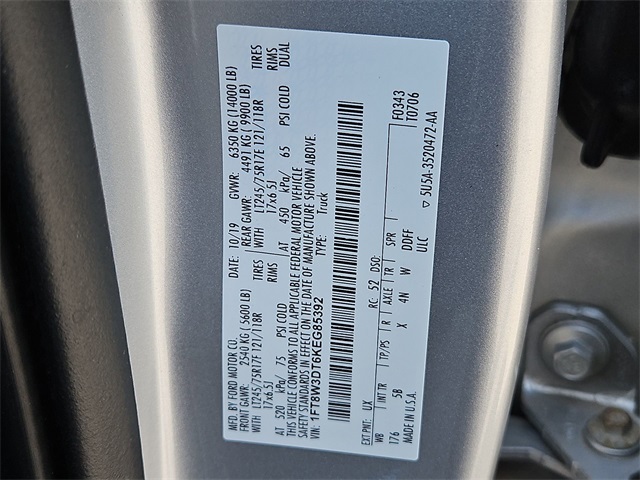 MFD. BY FORD MOTOR CO.
DATE: 10/19 GVWR: 6350 KG (14000 LB)
FRONT GAWR: 2540 KG ( 5600 LB) REAR GAWR: 4491 KG ( 9900 LB)
WITH LT245/75R17E 121/118R TIRES WITH LT245/75R17E 121/118R TIRES
17x6.5J RIMS 17x6.5J RIMS
AT 520 kPa/ 75 PSI COLD AT 450 kPa/ 65 PSI COLD DUAL
THIS VEHICLE CONFORMS TO ALL APPLICABLE FEDERAL MOTOR VEHICLE
SAFETY STANDARDS IN EFFECT ON THE DATE OF MANUFACTURE SHOWN ABOVE.
VIN: 1FT8W3DT6KEG85392
TYPE: Truck
F0343
T0706
EXT PNT: UX RC: 52 DSO:
WB INT TR TP/PS R AXLE TR SPR
176 5B X 4N W DDFF
MADE IN U.S.A. ULC
▽ 5U5A-3520472-AA